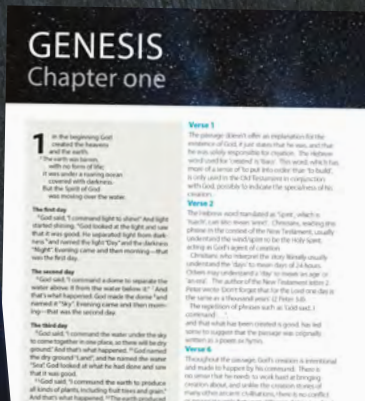 GENESIS
Chapter one
1 In the beginning God
created the heavens
and the earth.
2 The earth was barren,
with no form of life;
it was under a roaring ocean
covered with darkness.
But the Spirit of God
was moving over the water.
The first day
3 God said, "I command light to shine!" And light
started shining. 4 God looked at the light and saw
that it was good. He separated light from dark-
ness 5 and named the light "Day" and the darkness
"Night". Evening came and then morning—that
was the first day.
The second day
6 God said, "I command a dome to separate the
water above it from the water below it." 7 And
that's what happened. God made the dome 8 and
named it "Sky". Evening came and then morn-
ing—that was the second day.
The third day
9 God said, "I command the water under the sky
to come together in one place, so there will be dry
ground." And that's what happened. 10 God named
the dry ground "Land", and he named the water
"Sea". God looked at what he had done and saw
that it was good.
11 God said, "I command the earth to produce
all kinds of plants, including fruit trees and grain."
And that's what happened. 12 The earth produced
Verse 1
The passage doesn't offer an explanation for the
existence of God, it just states that he was, and that
he was solely responsible for creation. The Hebrew
word used for 'created' is 'bara'. This word, which has
more of a sense of 'to put into order' than 'to build',
is only used in the Old Testament in conjunction
with God, possibly to indicate the specialness of his
creation.
Verse 2
The Hebrew word translated as 'Spirit', which is
'ruach', can also mean 'wind'. Christians, reading this
phrase in the context of the New Testament, usually
understand the wind/spirit to be the Holy Spirit,
acting as God's agent of creation.
Christians who interpret the story literally usually
understand the 'days' to mean days of 24 hours.
Others may understand a 'day' to mean 'an age' or
'an era'. The author of the New Testament letter 2
Peter wrote: 'Don't forget that for the Lord one day is
the same as a thousand years' (2 Peter 3:8).
The repetition of phrases such as 'God said, I
command . . .'
and that what has been created is good, has led
some to suggest that the passage was originally
written as a poem or hymn.
Verse 6
Throughout the passage, God's creation is intentional
and made to happen by his command. There is
no sense that he needs to work hard at bringing
creation about, and unlike the creation stories of
many other ancient civilisations, there is no conflict